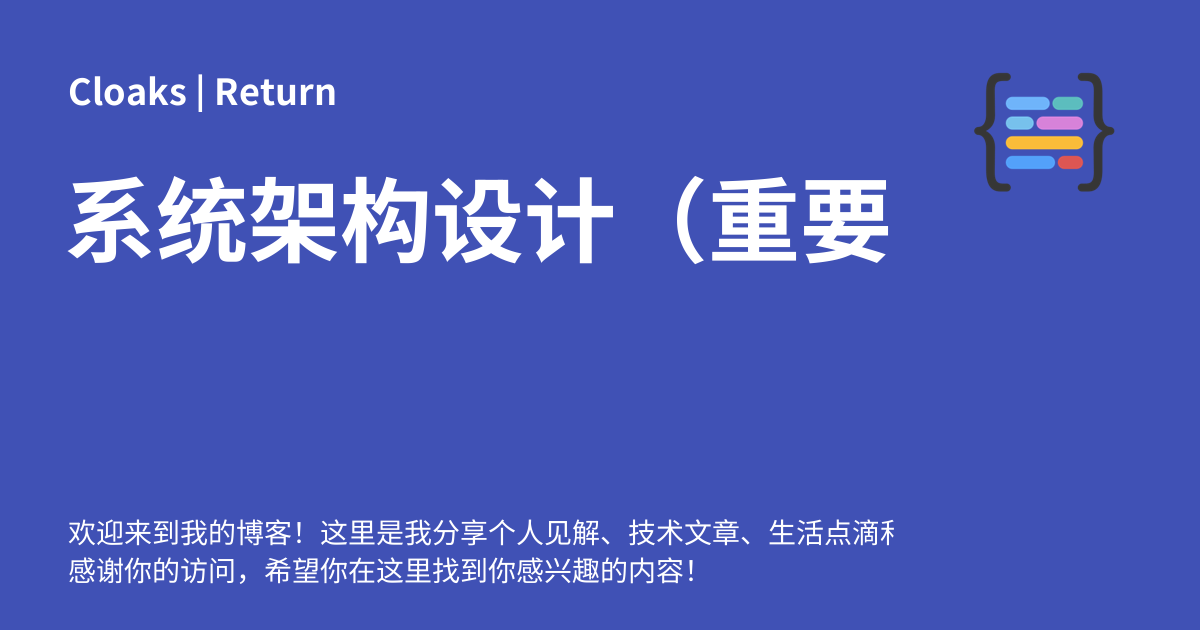 Cloaks | Return
系统架构设计（重要
欢迎来到我的博客！这里是我分享个人见解、技术文章、生活点滴
感谢你的访问，希望你在这里找到你感兴趣的内容！